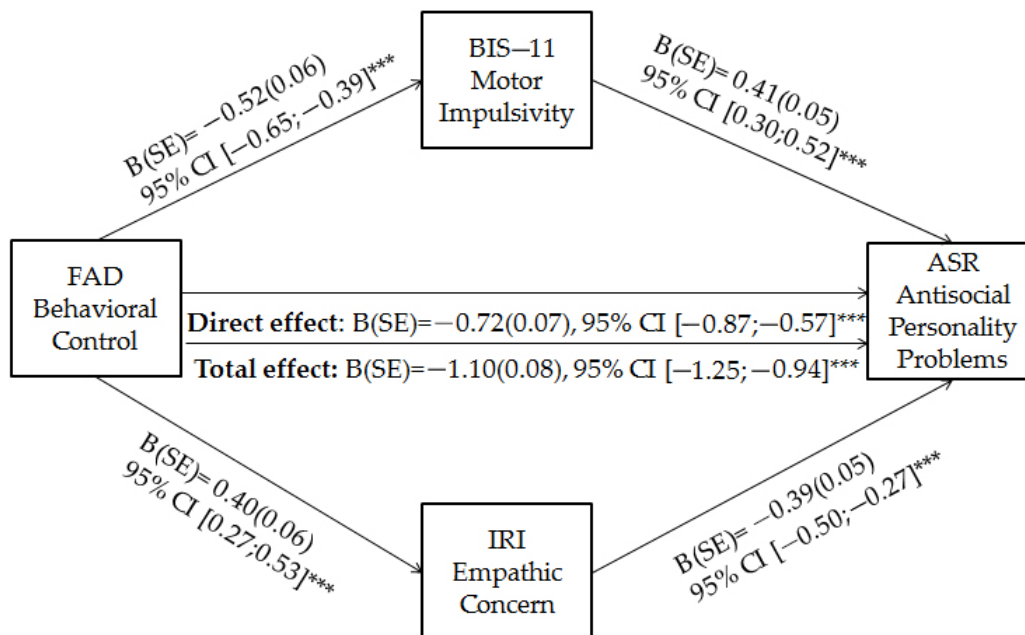 BIS–11
Motor
Impulsivity
B(SE)= −0.52(0.06)
95% CI [−0.65; −0.39]***
B(SE)= 0.41(0.05)
95% CI [0.30;0.52]***
FAD
Behavioral
Control
ASR
Antisocial
Personality
Problems
Direct effect: B(SE)=−0.72(0.07), 95% CI [−0.87;−0.57]***
Total effect: B(SE)=−1.10(0.08), 95% CI [−1.25; −0.94]***
B(SE)= 0.40(0.06)
95% CI [0.27;0.53]***
B(SE)= −0.39(0.05)
95% CI [−0.50; −0.27]***
IRI
Empathic
Concern